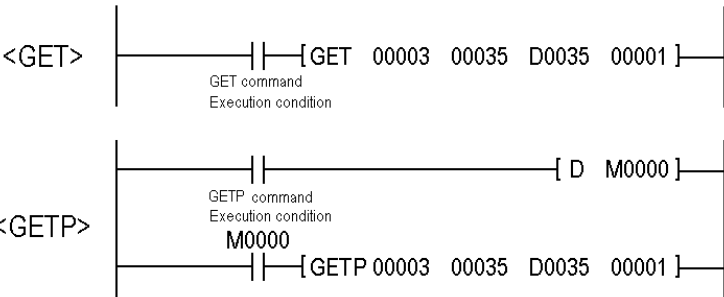 <GET> GET 00003 00035 D0035 00001
GET command
Execution condition
D M0000
GETP command
Execution condition
<GETP>
M0000
GETP 00003 00035 D0035 00001